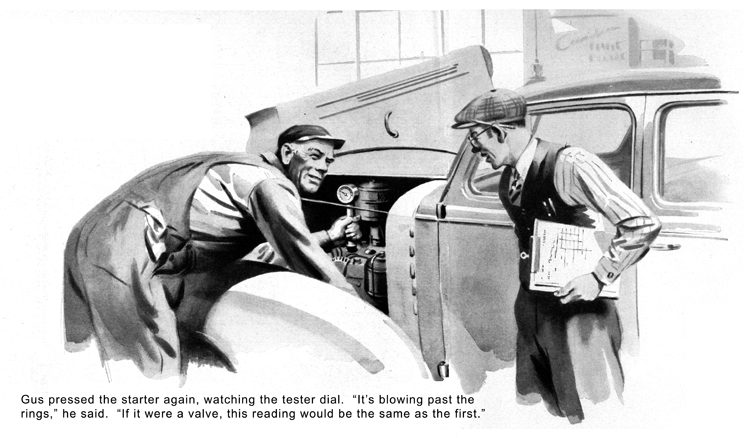 Gus pressed the starter again, watching the tester dial.  “It’s blowing past the
rings,” he said.  “If it were a valve, this reading would be the same as the first.”